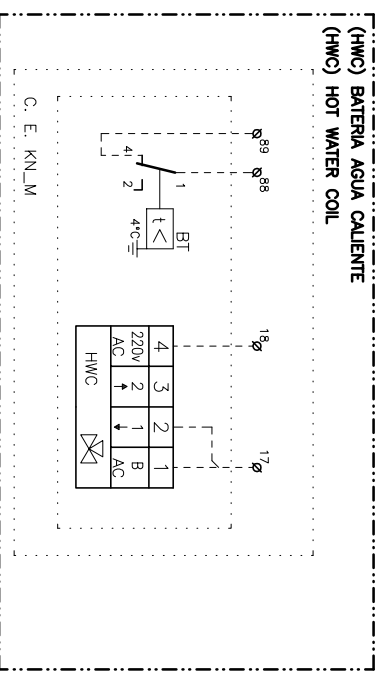 (HWC) BATERIA AGUA CALIENTE
(HWC) HOT WATER COIL
89
88
18
17
4
1
2
t <
BT
4°C
4
3
2
1
220v
AC
2
1
B
AC
HWC
C. E. KN_M